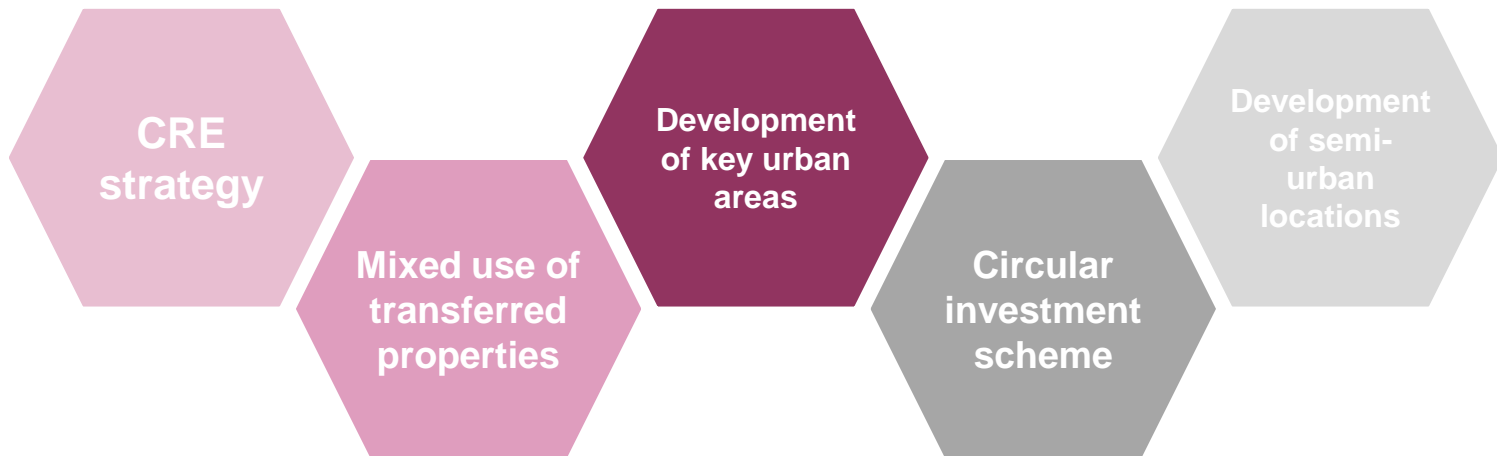 CRE
strategy
Mixed use of
transferred
properties
Development
of key urban
areas
Circular
investment
scheme
Development
of semi-
urban
locations